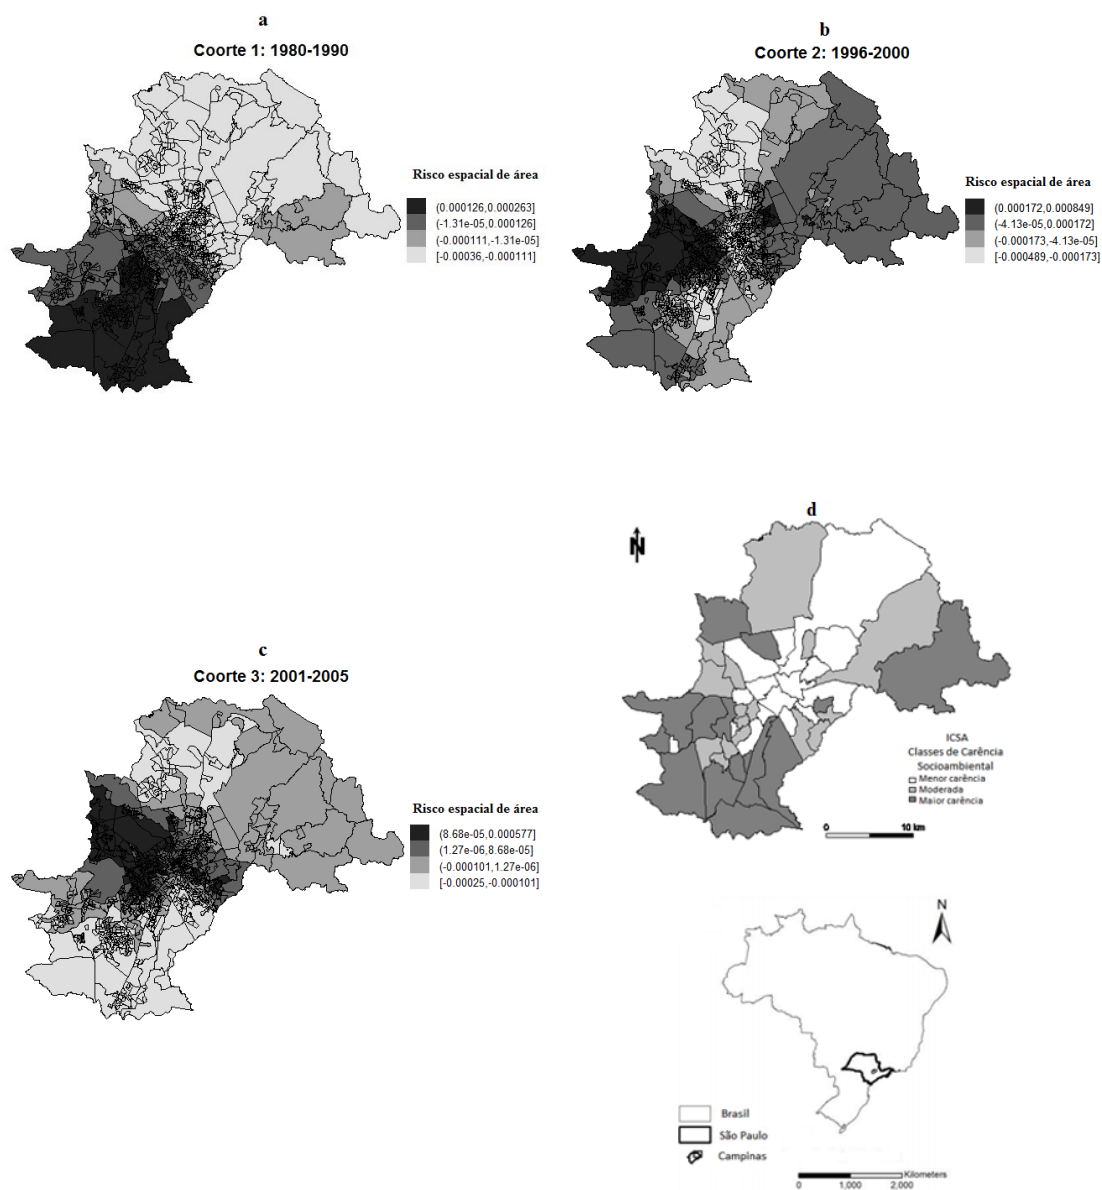 a
Coorte 1: 1980-1990
Risco espacial de área
(0.000126,0.000263]
(-1.31e-05,0.000126]
(-0.000111,-1.31e-05]
[-0.00036,-0.000111]
b
Coorte 2: 1996-2000
Risco espacial de área
(0.000172,0.000849]
(-4.13e-05,0.000172]
(-0.000173,-4.13e-05]
[-0.000489,-0.000173]
c
Coorte 3: 2001-2005
Risco espacial de área
(8.68e-05,0.000577]
(1.27e-06,8.68e-05]
(-0.000101,1.27e-06]
[-0.00025,-0.000101]
d
N
ICSA
Classes de Carência
Socioambiental
Menor carência
Moderada
Maior carência
0 10 km
N
Brasil
São Paulo
Campinas
Kilometers
0 1,000 2,000